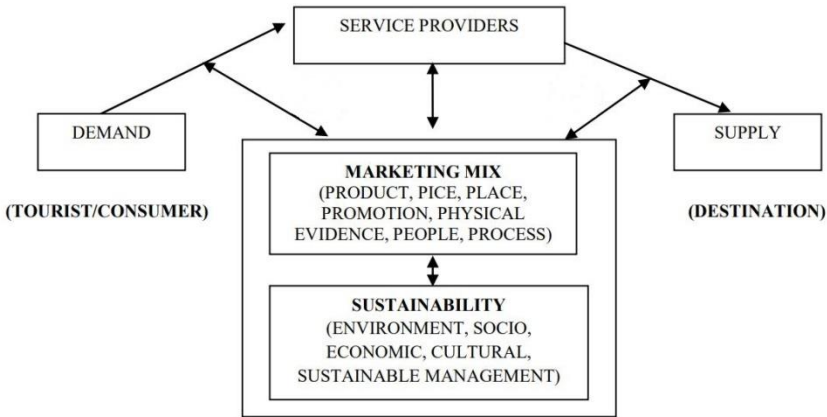 SERVICE PROVIDERS
DEMAND
SUPPLY
(TOURIST/CONSUMER)
(DESTINATION)
MARKETING MIX
(PRODUCT, PICE, PLACE,
PROMOTION, PHYSICAL
EVIDENCE, PEOPLE, PROCESS)
SUSTAINABILITY
(ENVIRONMENT, SOCIO,
ECONOMIC, CULTURAL,
SUSTAINABLE MANAGEMENT)